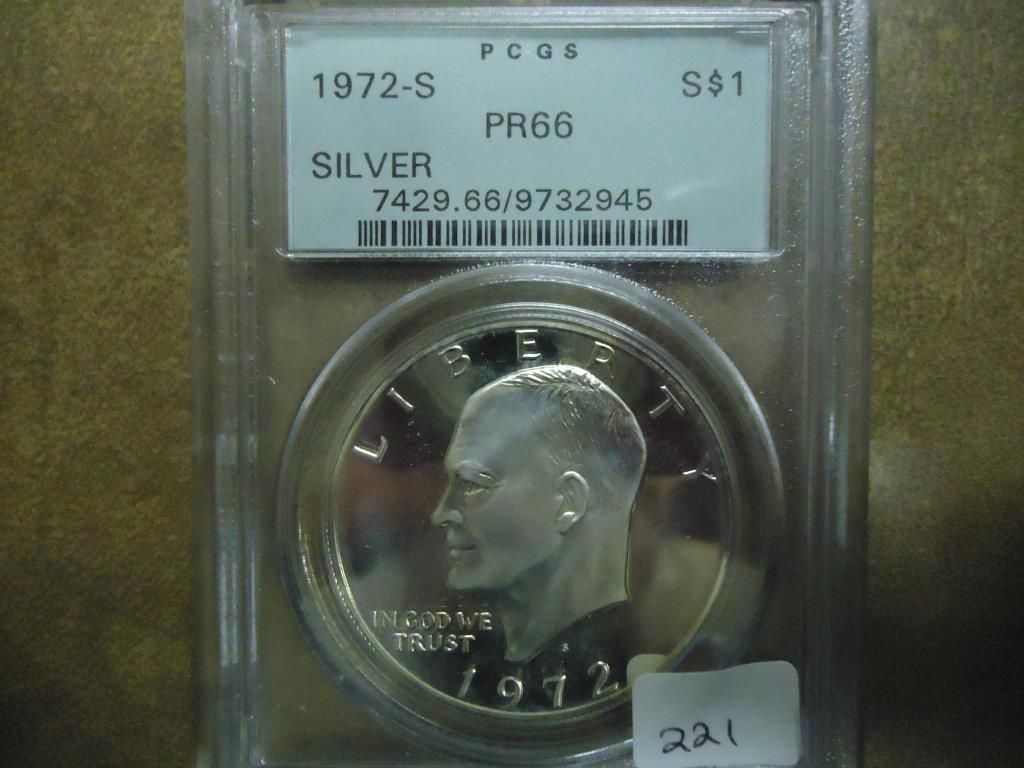 PCGS
1972-S S$1
PR66
SILVER
7429.66/9732945
LIBERTY
IN GOD WE
TRUST
S
1972
221